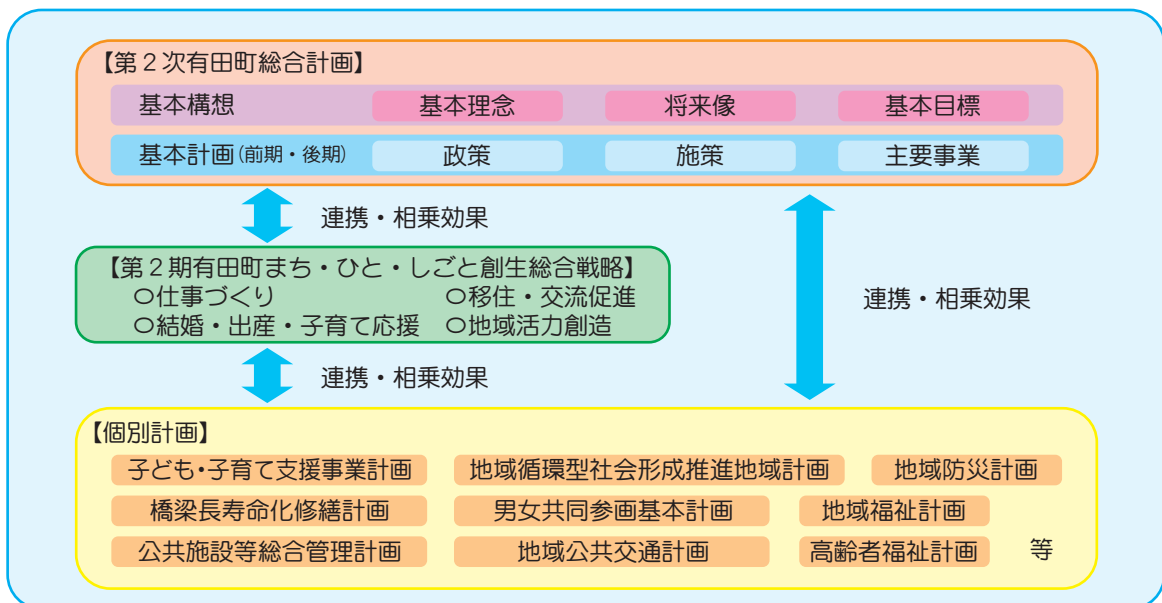 【第2次有田町総合計画】
基本構想 基本理念 将来像 基本目標
基本計画(前期・後期) 政策 施策 主要事業
連携・相乗効果
【第2期有田町まち・ひと・しごと創生総合戦略】
○仕事づくり ○移住・交流促進
○結婚・出産・子育て応援 ○地域活力創造
連携・相乗効果
連携・相乗効果
【個別計画】
子ども・子育て支援事業計画 地域循環型社会形成推進地域計画 地域防災計画
橋梁長寿命化修繕計画 男女共同参画基本計画 地域福祉計画
公共施設等総合管理計画 地域公共交通計画 高齢者福祉計画 等